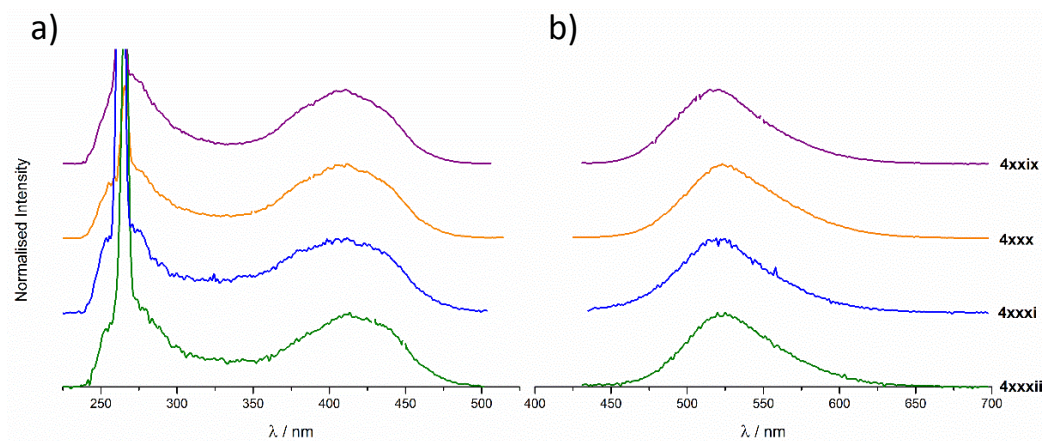 a)
b)
Normalised Intensity
4xxix
4xxx
4xxxi
4xxxii
250 300 350 400 450 500 400 450 500 550 600 650 700
λ / nm λ / nm